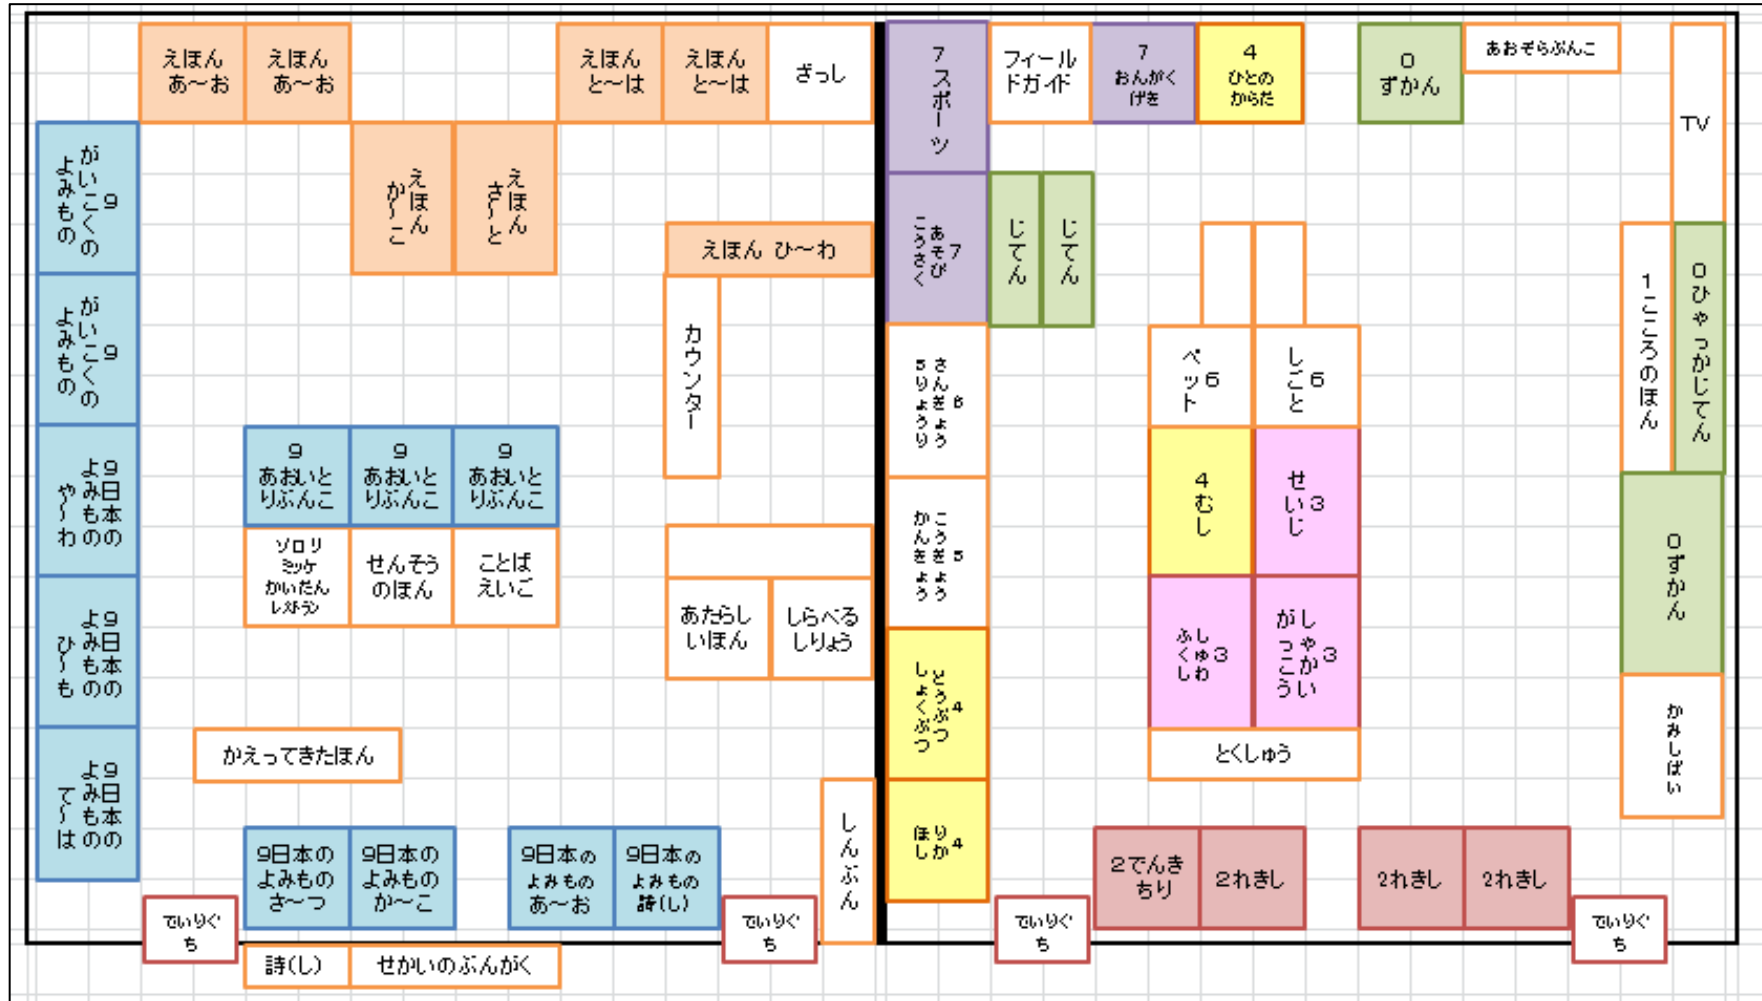 えほん
あ～お
えほん
あ～お
えほん
と～は
えほん
と～は
ざっし
9
がいこくの
よみもの
えほん
か～こ
えほん
さ～と
えほん ひ～わ
9
がいこくの
よみもの
カウンター
9日本の
よみもの
や～わ
9
あおいと
りぶんこ
9
あおいと
りぶんこ
9
あおいと
りぶんこ
ゾロリ
ミッケ
かいだん
レストラン
せんそう
のほん
ことば
えいご
あたらし
いほん
しらべる
しりょう
9日本の
よみもの
ひ～も
かえってきたほん
9日本の
よみもの
て～は
9日本の
よみもの
さ～つ
9日本の
よみもの
か～こ
9日本の
よみもの
あ～お
9日本の
よみもの
詩(し)
しんぶん
でいりぐ
ち
でいりぐ
ち
詩(し)
せかいのぶんがく
7スポーツ
フィール
ドガイド
7
おんがく
げき
4
ひとの
からだ
0
ずかん
あおぞらぶんこ
TV
7
あそび
こうさく
じてん
じてん
1こころのほん
0ひゃっかじてん
6
さんぎょう
5りょうり
6
ペット
6
しごと
5
こうぎょう
かんきょう
4むし
3
せいじ
0ずかん
4
どうぶつ
しょくぶつ
3
しゅわ
ふくし
3
しゃかい
がっこう
とくしゅう
かみしばい
4
りか
ほし
2でんき
ちり
2れきし
2れきし
2れきし
でいりぐ
ち
でいりぐ
ち